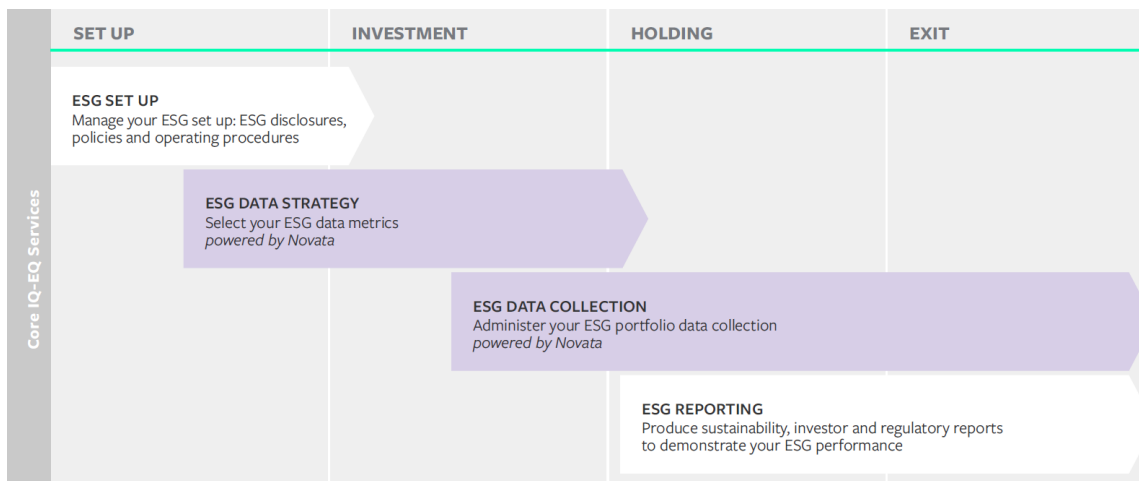 SET UP
INVESTMENT
HOLDING
EXIT
Core IQ-EQ Services
ESG SET UP
Manage your ESG set up: ESG disclosures,
policies and operating procedures
ESG DATA STRATEGY
Select your ESG data metrics
powered by Novata
ESG DATA COLLECTION
Administer your ESG portfolio data collection
powered by Novata
ESG REPORTING
Produce sustainability, investor and regulatory reports
to demonstrate your ESG performance